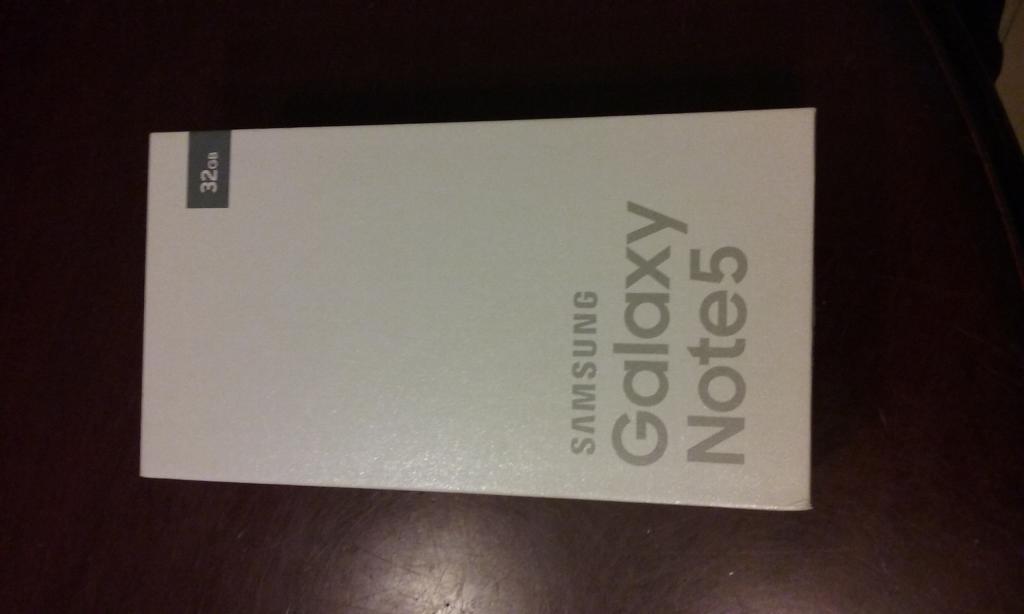 32GB
SAMSUNG
Galaxy
Note5